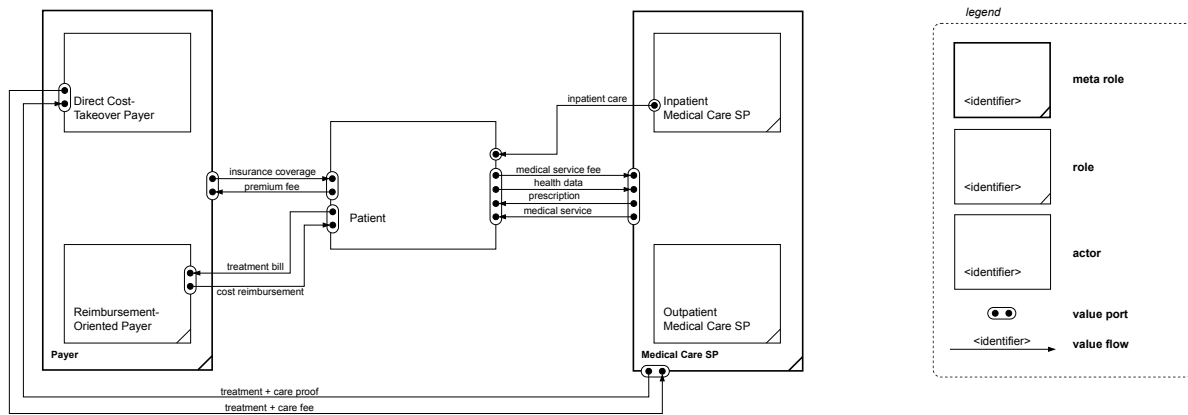 legend
Direct Cost-
Takeover Payer
inpatient care
Inpatient
Medical Care SP
<identifier>
meta role
insurance coverage
premium fee
medical service fee
health data
prescription
medical service
Patient
<identifier>
role
treatment bill
cost reimbursement
Reimbursement-
Oriented Payer
Outpatient
Medical Care SP
<identifier>
actor
value port
Payer
Medical Care SP
<identifier>
value flow
treatment + care proof
treatment + care fee